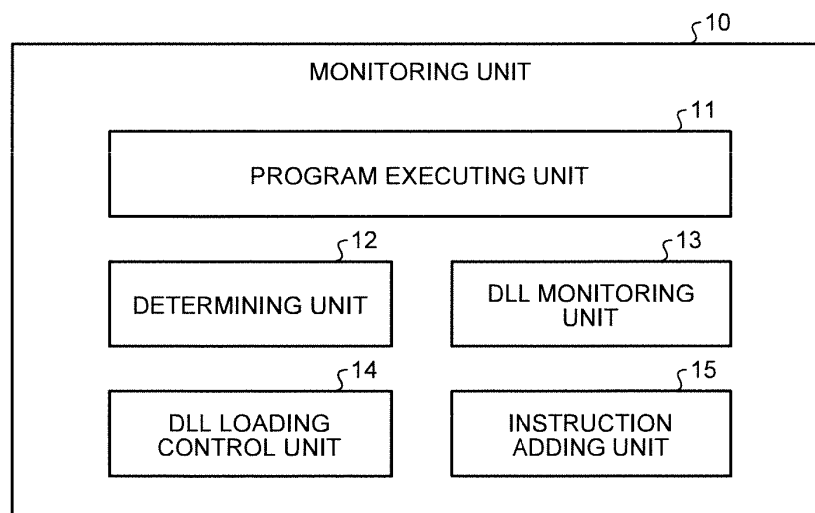 10
MONITORING UNIT
11
PROGRAM EXECUTING UNIT
12
DETERMINING UNIT
13
DLL MONITORING
UNIT
14
DLL LOADING
CONTROL UNIT
15
INSTRUCTION
ADDING UNIT